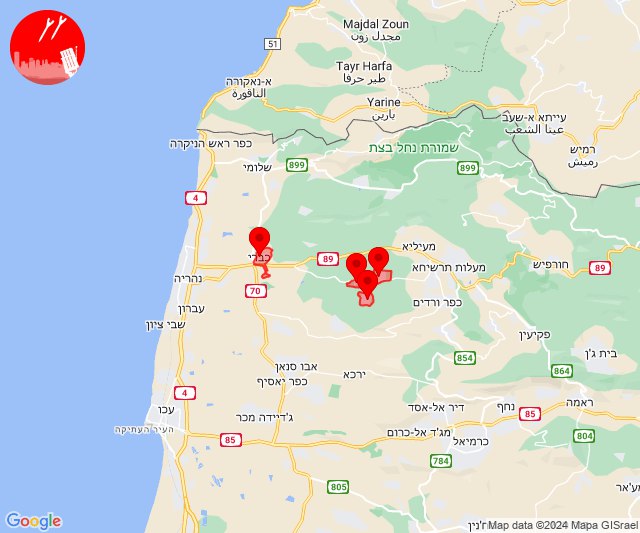 Majdal Zoun
مجدل زون
51
Tayr Harfa
طير حرفا
א-נאקורה
الناقورة
Yarine
يارين
עייתא א-שעב
عيتا الشعب
רמיש
رميش
כפר ראש הניקרה
שמורת נחל בצת
899
שלומי
899
4
מעיליא
כברי
89
מעלות תרשיחא
חורפיש
89
נהריה
70
כפר ורדים
עברון
שבי ציון
פקיעין
854
בית ג'ן
אבו סנאן
864
ירכא
כפר יאסיף
4
ראמה
עכו
ג'דיידה מכר
דיר אל-אסד
נחף
85
העיר העתיקה
85
מג'ד אל-כרום
כרמיאל
804
784
805
Google
Map data ©2024 Mapa GISrael